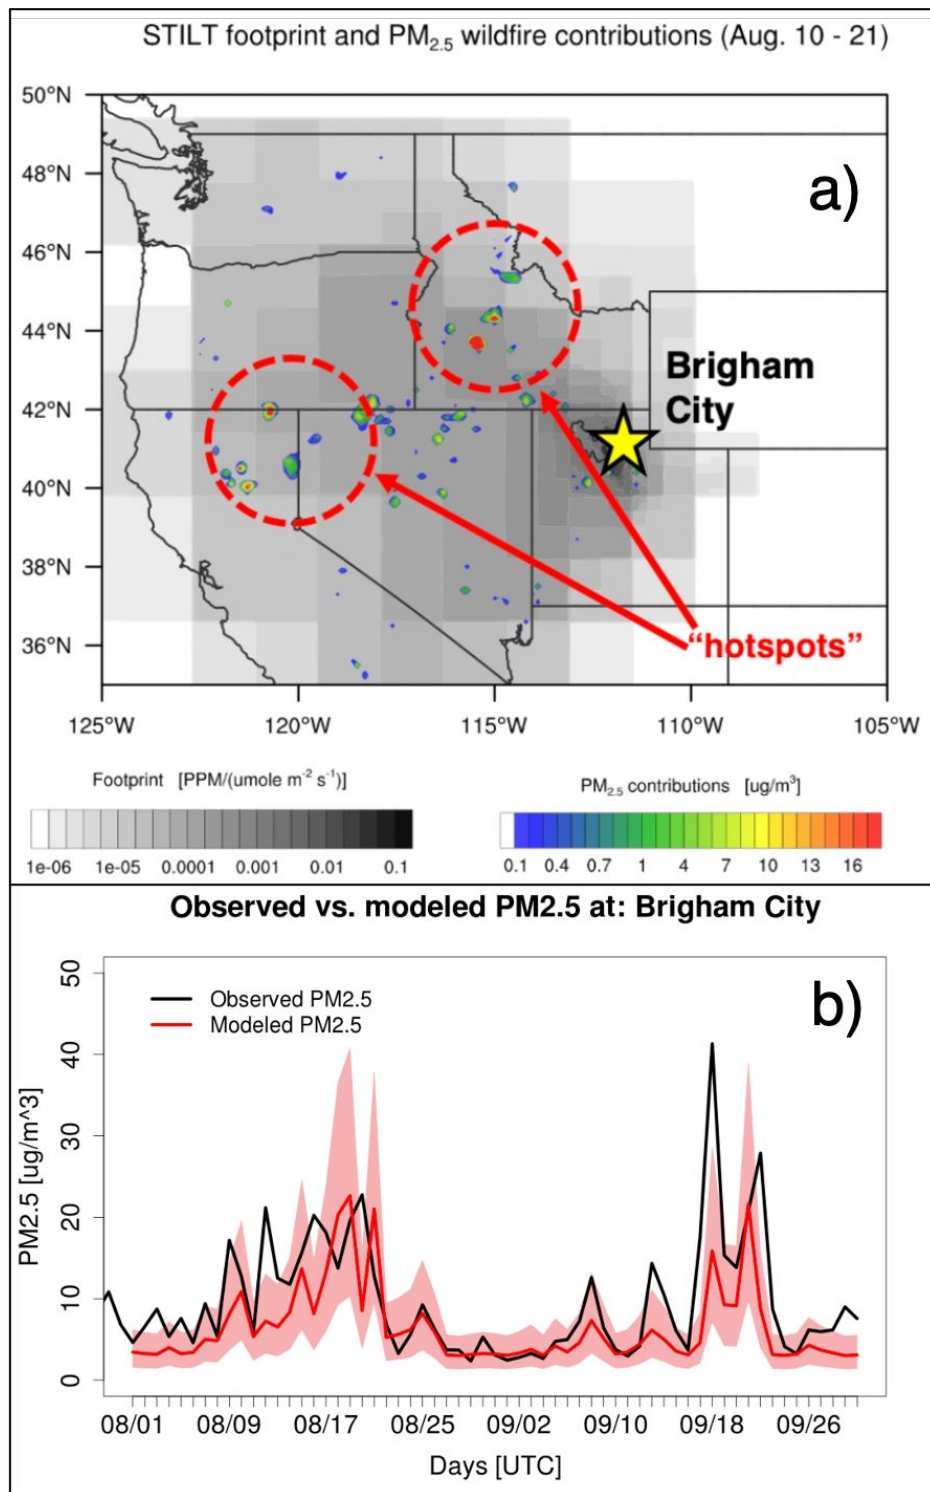 STILT footprint and PM2.5 wildfire contributions (Aug. 10 - 21)
50°N
48°N
46°N
44°N
42°N
40°N
38°N
36°N
a)
Brigham
City
"hotspots"
125°W 120°W 115°W 110°W 105°W
Footprint [PPM/(umole m-2 s-1)]
1e-06 1e-05 0.0001 0.001 0.01 0.1
PM2.5 contributions [ug/m3]
0.1 0.4 0.7 1 4 7 10 13 16
Observed vs. modeled PM2.5 at: Brigham City
b)
Observed PM2.5
Modeled PM2.5
PM2.5 [ug/m^3]
50
40
30
20
10
0
08/01 08/09 08/17 08/25 09/02 09/10 09/18 09/26
Days [UTC]